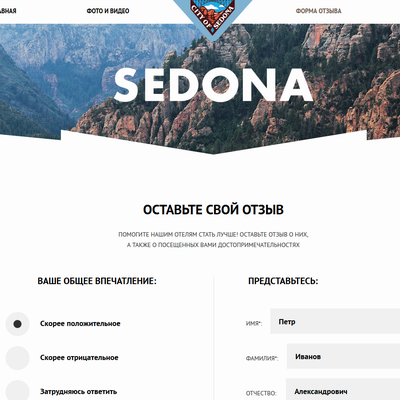 АВНАЯ
ФОТО И ВИДЕО
ФОРМА ОТЗЫВА
CITY OF SEDONA
SEDONA
ОСТАВЬТЕ СВОЙ ОТЗЫВ
ПОМОГИТЕ НАШИМ ОТЕЛЯМ СТАТЬ ЛУЧШЕ! ОСТАВЬТЕ ОТЗЫВ О НИХ,
А ТАКЖЕ О ПОСЕЩЕННЫХ ВАМИ ДОСТОПРИМЕЧАТЕЛЬНОСТЯХ
ВАШЕ ОБЩЕЕ ВПЕЧАТЛЕНИЕ:
Скорее положительное
Скорее отрицательное
Затрудняюсь ответить
ПРЕДСТАВЬТЕСЬ:
ИМЯ*: Петр
ФАМИЛИЯ*: Иванов
ОТЧЕСТВО: Александрович